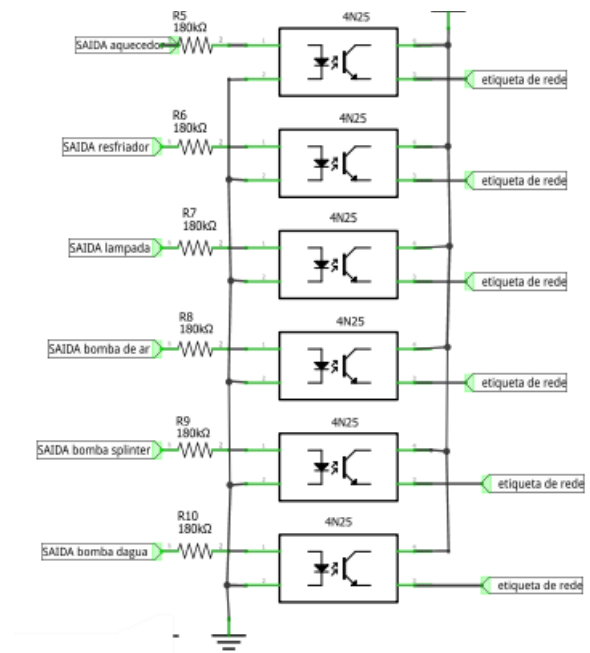 R5
180kΩ
4N25
SAIDA aquecedor
1
2
etiqueta de rede
R6
180kΩ
4N25
SAIDA resfriador
etiqueta de rede
R7
180kΩ
4N25
SAIDA lampada
etiqueta de rede
R8
180kΩ
4N25
SAIDA bomba de ar
etiqueta de rede
R9
180kΩ
4N25
SAIDA bomba splinter
etiqueta de rede
R10
180kΩ
4N25
SAIDA bomba dagua
etiqueta de rede